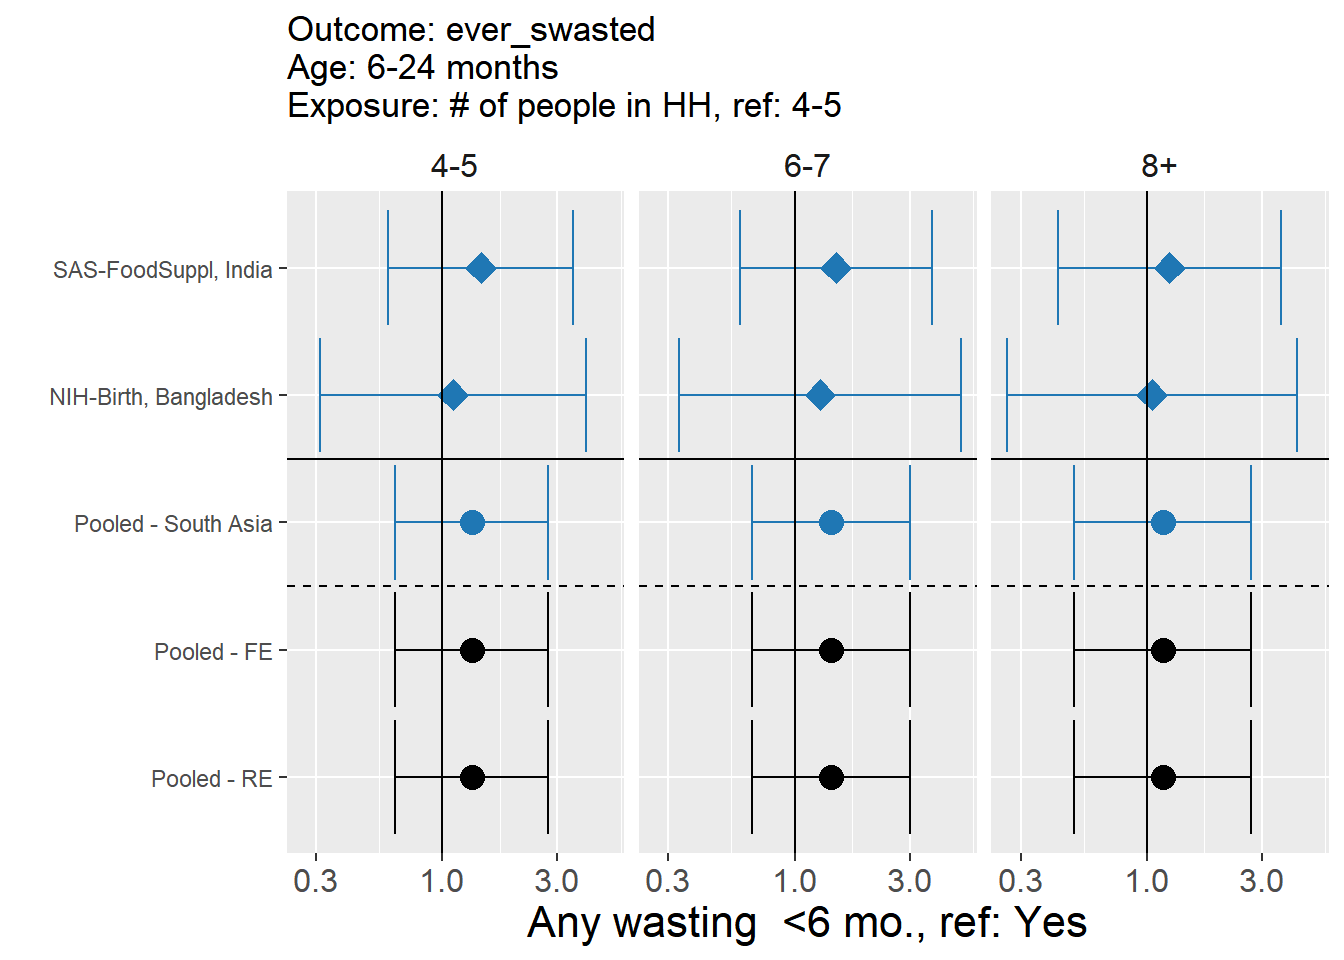 Outcome: ever_swasted
Age: 6-24 months
Exposure: # of people in HH, ref: 4-5
4-5 6-7 8+
SAS-FoodSuppl, India
NIH-Birth, Bangladesh
Pooled - South Asia
Pooled - FE
Pooled - RE
0.3 1.0 3.0 0.3 1.0 3.0 0.3 1.0 3.0
Any wasting  <6 mo., ref: Yes